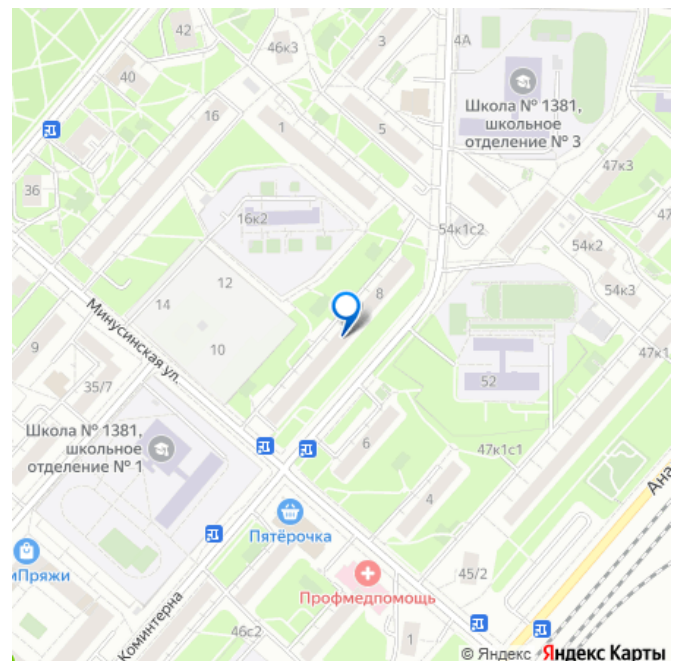 42
46к3
3
4А
40
Школа № 1381,
школьное
отделение № 3
16
1
5
47к3
36
16к2
54к1с2
47
54к2
12
54к3
8
14
Минусинская ул.
10
9
47к1
35/7
52
Школа № 1381,
школьное
отделение № 1
6
47к1с1
4
Ана
Пятёрочка
иПряжи
Профмедпомощь
45/2
Коминтерна
46с2
1
© Яндекс Яндекс Карты